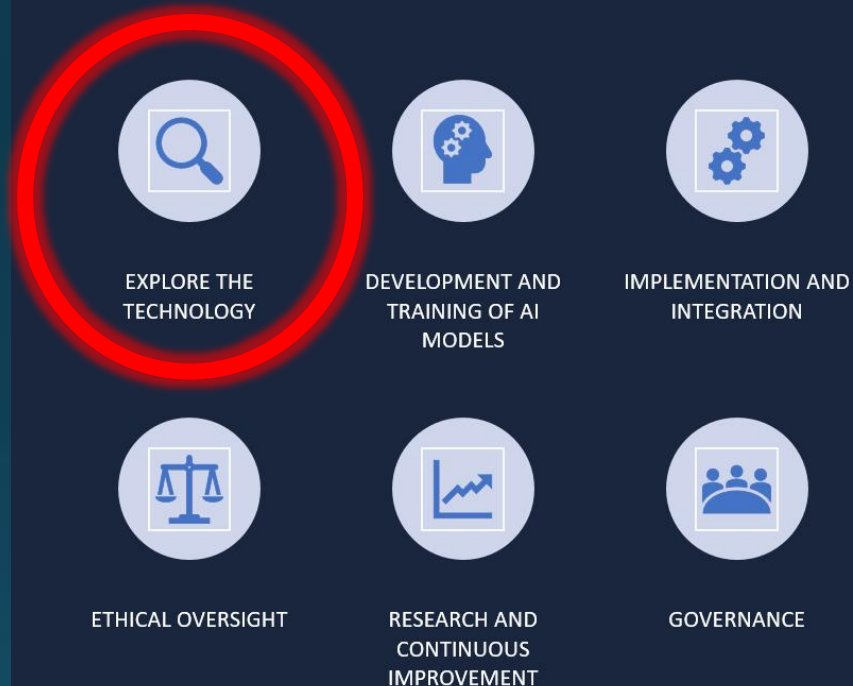 EXPLORE THE
TECHNOLOGY
DEVELOPMENT AND
TRAINING OF AI
MODELS
IMPLEMENTATION AND
INTEGRATION
ETHICAL OVERSIGHT
RESEARCH AND
CONTINUOUS
IMPROVEMENT
GOVERNANCE